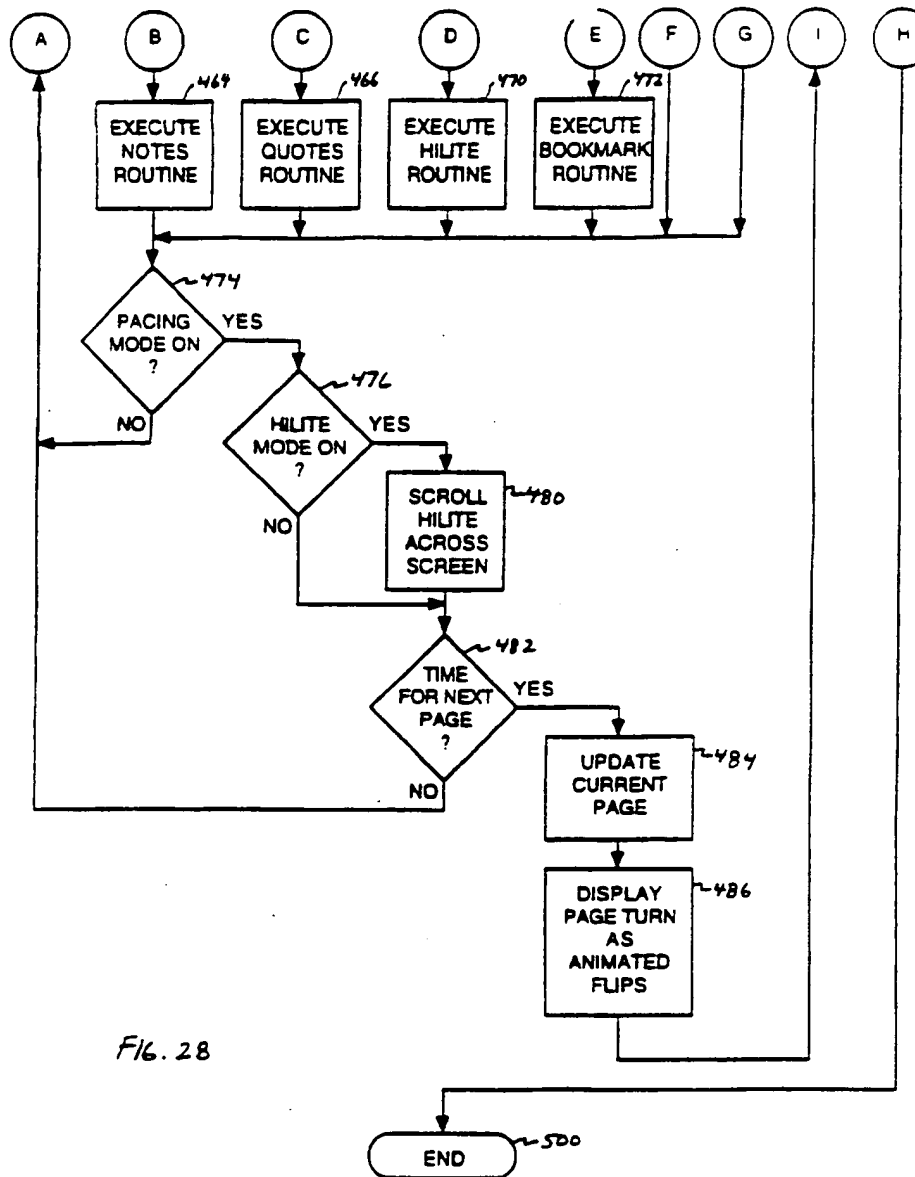 A B C D E F G I H
464 466 470 472
EXECUTE NOTES ROUTINE
EXECUTE QUOTES ROUTINE
EXECUTE HILITE ROUTINE
EXECUTE BOOKMARK ROUTINE
474
PACING MODE ON ?
YES
NO
476
HILITE MODE ON ?
YES
NO
480
SCROLL HILITE ACROSS SCREEN
482
TIME FOR NEXT PAGE ?
YES
NO
484
UPDATE CURRENT PAGE
486
DISPLAY PAGE TURN AS ANIMATED FLIPS
FIG. 28
500
END